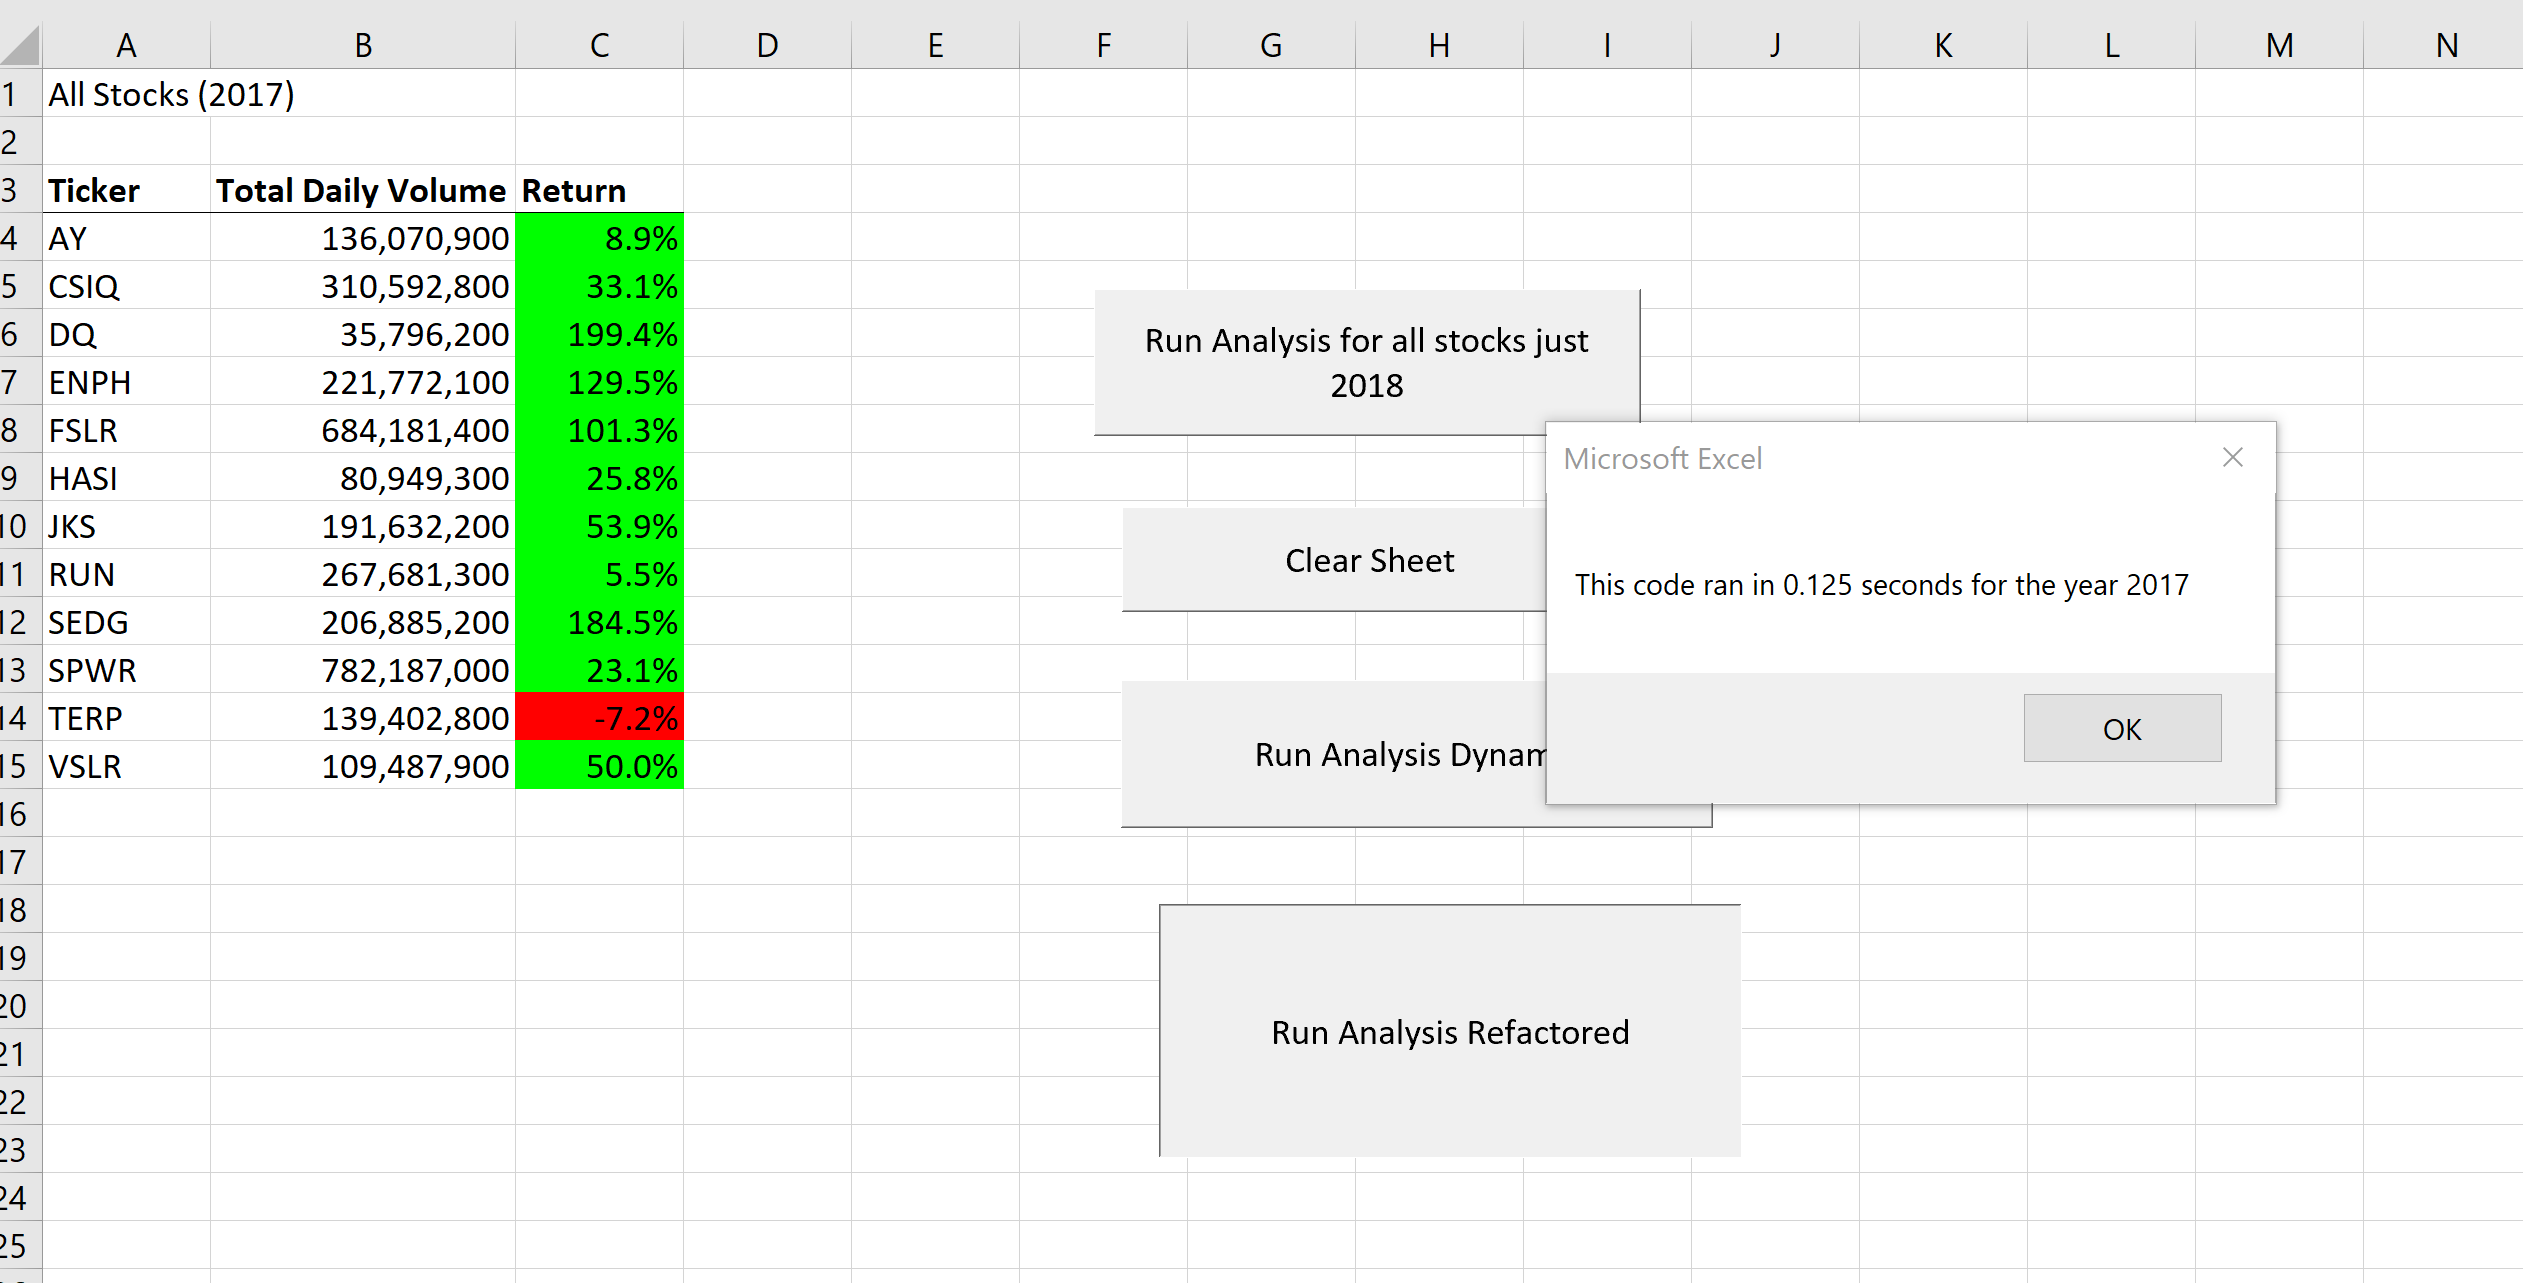 A B C D E F G H I J K L M N
1 All Stocks (2017)
2
3 Ticker Total Daily Volume Return
4 AY 136,070,900 8.9%
5 CSIQ 310,592,800 33.1%
6 DQ 35,796,200 199.4%
7 ENPH 221,772,100 129.5%
8 FSLR 684,181,400 101.3%
9 HASI 80,949,300 25.8%
10 JKS 191,632,200 53.9%
11 RUN 267,681,300 5.5%
12 SEDG 206,885,200 184.5%
13 SPWR 782,187,000 23.1%
14 TERP 139,402,800 -7.2%
15 VSLR 109,487,900 50.0%
16
17
18
19
20
21
22
23
24
25
Run Analysis for all stocks just
2018
Clear Sheet
Run Analysis Dynam
Run Analysis Refactored
Microsoft Excel
This code ran in 0.125 seconds for the year 2017
OK